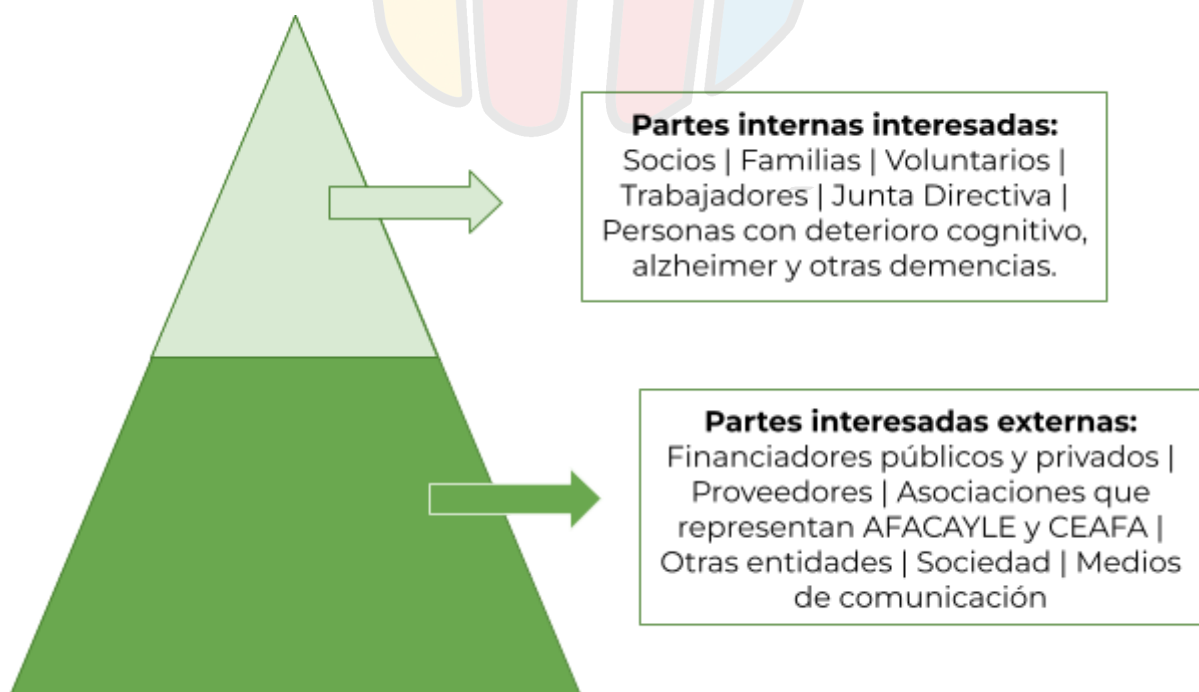 Partes internas interesadas:
Socios | Familias | Voluntarios |
Trabajadores | Junta Directiva |
Personas con deterioro cognitivo,
alzheimer y otras demencias.
Partes interesadas externas:
Financiadores públicos y privados |
Proveedores | Asociaciones que
representan AFACAYLE y CEAFA |
Otras entidades | Sociedad | Medios
de comunicación